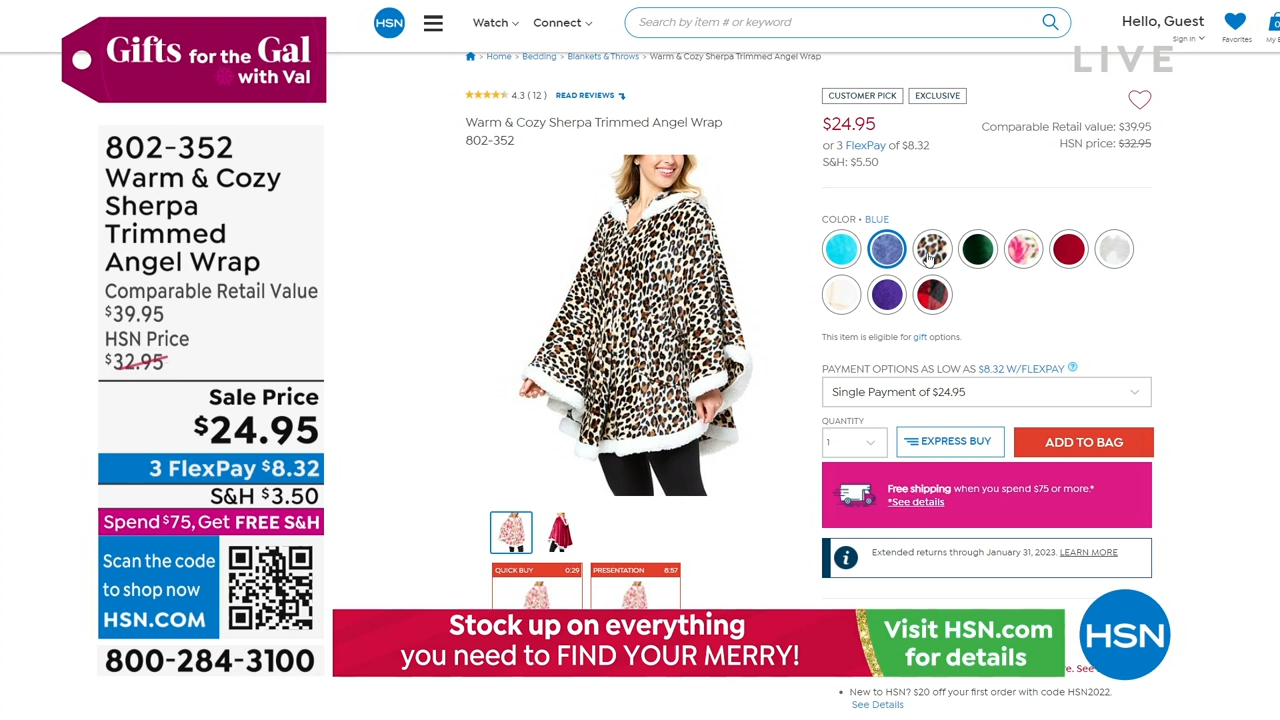 Gifts for the Gal
with Val
802-352
Warm & Cozy
Sherpa
Trimmed
Angel Wrap
Comparable Retail Value
$39.95
HSN Price
$32.95
Sale Price
$24.95
3 FlexPay $8.32
S&H $3.50
Spend $75, Get FREE S&H
Scan the code
to shop now
HSN.COM
800-284-3100
HSN
Watch
Connect
Search by item # or keyword
Hello, Guest
Sign In
Favorites
LIVE
> Home > Bedding > Blankets & Throws > Warm & Cozy Sherpa Trimmed Angel Wrap
4.3 ( 12 ) READ REVIEWS
Warm & Cozy Sherpa Trimmed Angel Wrap
802-352
QUICK BUY 0:29
PRESENTATION 8:57
CUSTOMER PICK
EXCLUSIVE
$24.95
or 3 FlexPay of $8.32
S&H: $5.50
Comparable Retail value: $39.95
HSN price: $32.95
COLOR • BLUE
This item is eligible for gift options.
PAYMENT OPTIONS AS LOW AS $8.32 W/FLEXPAY ?
Single Payment of $24.95
QUANTITY
1
EXPRESS BUY
ADD TO BAG
Free shipping when you spend $75 or more.*
*See details
i
Extended returns through January 31, 2023. LEARN MORE
Stock up on everything
you need to FIND YOUR MERRY!
Visit HSN.com
for details
HSN
• New to HSN? $20 off your first order with code HSN2022.
See Details